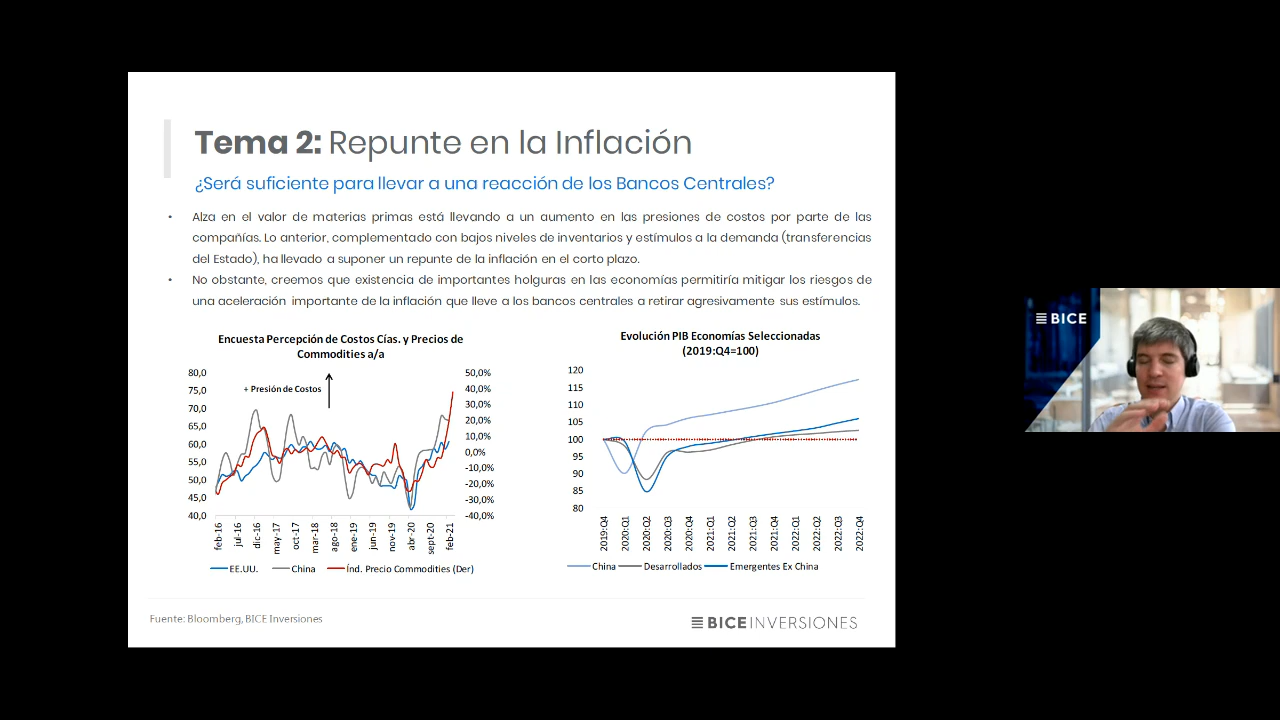 Tema 2: Repunte en la Inflación
¿Será suficiente para llevar a una reacción de los Bancos Centrales?
• Alza en el valor de materias primas está llevando a un aumento en las presiones de costos por parte de las
compañías. Lo anterior, complementado con bajos niveles de inventarios y estímulos a la demanda (transferencias
del Estado), ha llevado a suponer un repunte de la inflación en el corto plazo.
• No obstante, creemos que existencia de importantes holguras en las economías permitiría mitigar los riesgos de
una aceleración importante de la inflación que lleve a los bancos centrales a retirar agresivamente sus estímulos.
Encuesta Percepción de Costos Cías. y Precios de
Commodities a/a
+ Presión de Costos
80,0
75,0
70,0
65,0
60,0
55,0
50,0
45,0
40,0
50,0%
40,0%
30,0%
20,0%
10,0%
0,0%
-10,0%
-20,0%
-30,0%
-40,0%
feb-16
jul-16
dic-16
may-17
oct-17
mar-18
ago-18
ene-19
jun-19
nov-19
abr-20
sept-20
feb-21
EE.UU.
China
Índ. Precio Commodities (Der)
Evolución PIB Economías Seleccionadas
(2019:Q4=100)
120
115
110
105
100
95
90
85
80
2019:Q4
2020:Q1
2020:Q2
2020:Q3
2020:Q4
2021:Q1
2021:Q2
2021:Q3
2021:Q4
2022:Q1
2022:Q2
2022:Q3
2022:Q4
China
Desarrollados
Emergentes Ex China
Fuente: Bloomberg, BICE Inversiones
BICEINVERSIONES
BICE